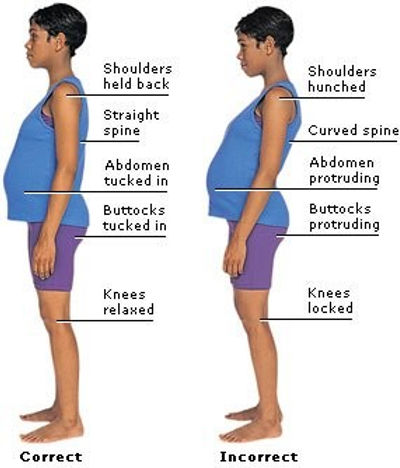 Shoulders
held back
Straight
spine
Abdomen
tucked in
Buttocks
tucked in
Knees
relaxed
Correct
Shoulders
hunched
Curved spine
Abdomen
protruding
Buttocks
protruding
Knees
locked
Incorrect